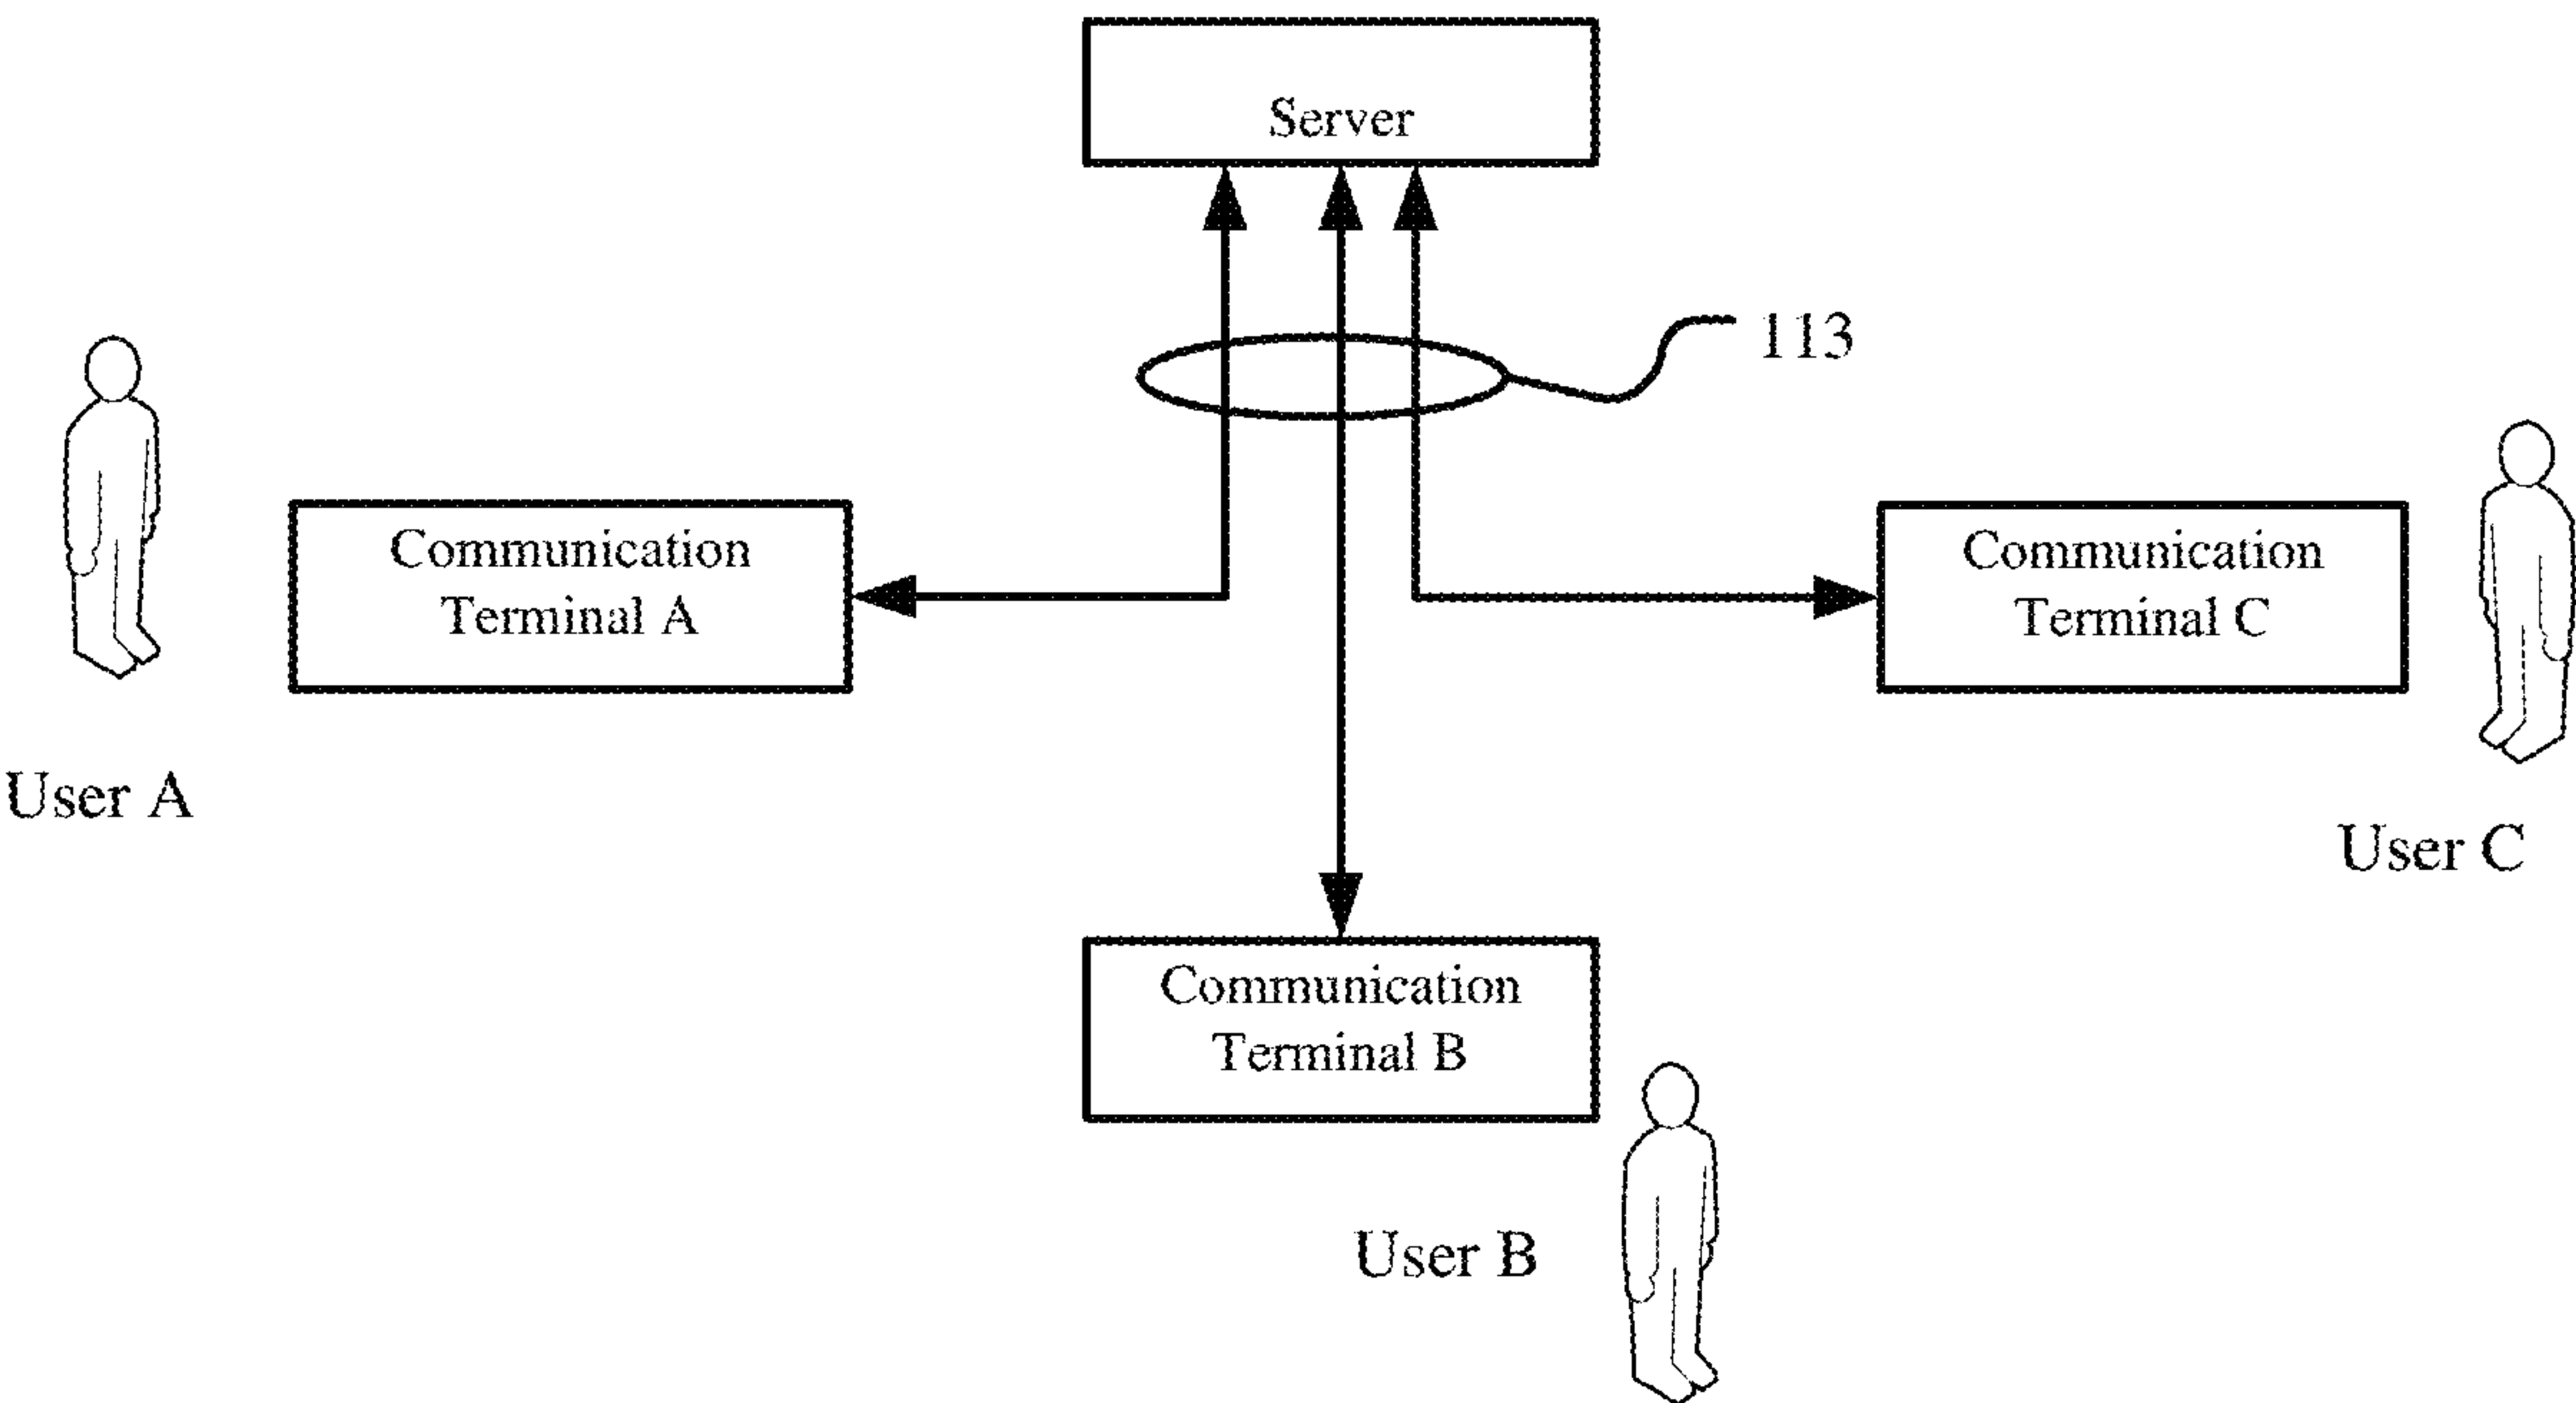 Server
113
Communication
Terminal A
Communication
Terminal C
User A
User C
Communication
Terminal B
User B